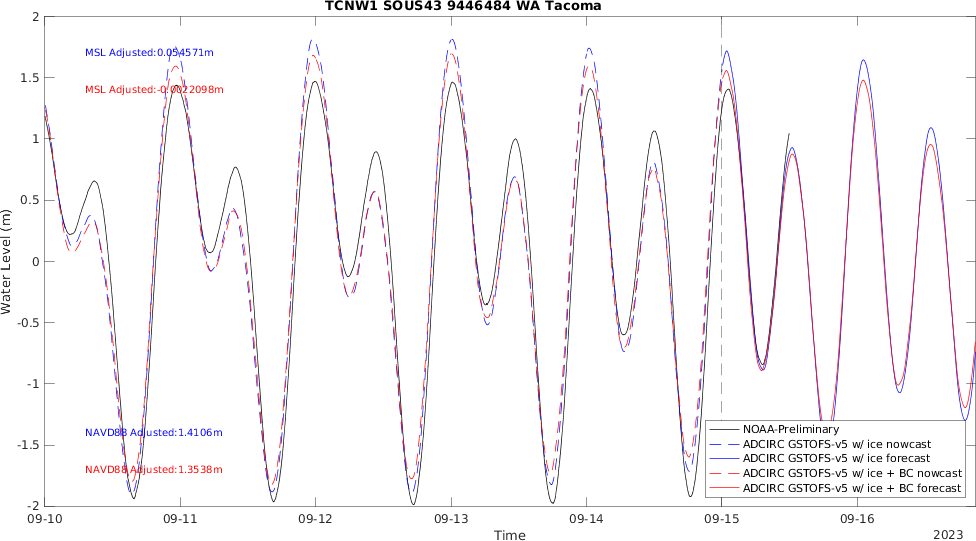 TCNW1 SOUS43 9446484 WA Tacoma
2
1.5
1
0.5
0
-0.5
-1
-1.5
-2
Water Level (m)
MSL Adjusted:0.054571m
MSL Adjusted:-0.0022098m
NAVD88 Adjusted:1.4106m
NAVD88 Adjusted:1.3538m
NOAA-Preliminary
ADCIRC GSTOFS-v5 w/ ice nowcast
ADCIRC GSTOFS-v5 w/ ice forecast
ADCIRC GSTOFS-v5 w/ ice + BC nowcast
ADCIRC GSTOFS-v5 w/ ice + BC forecast
09-10 09-11 09-12 09-13 09-14 09-15 09-16
Time
2023